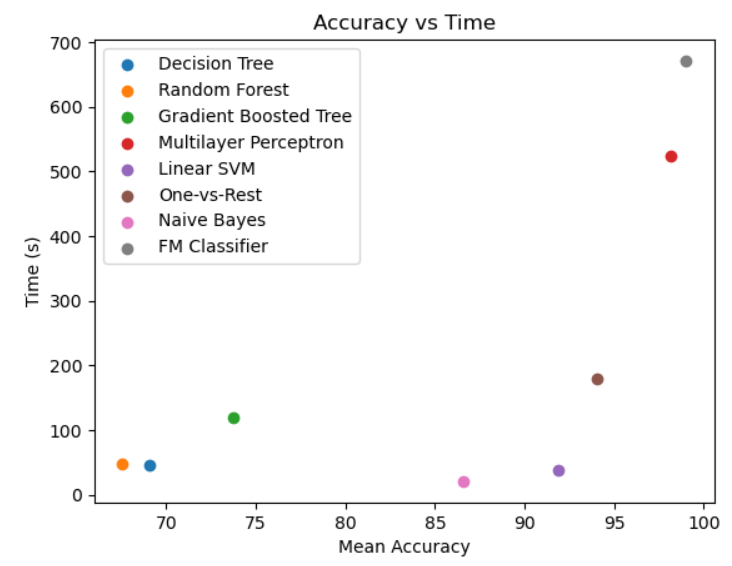 Accuracy vs Time
700
600
500
400
300
200
100
0
Time (s)
Decision Tree
Random Forest
Gradient Boosted Tree
Multilayer Perceptron
Linear SVM
One-vs-Rest
Naive Bayes
FM Classifier
70 75 80 85 90 95 100
Mean Accuracy